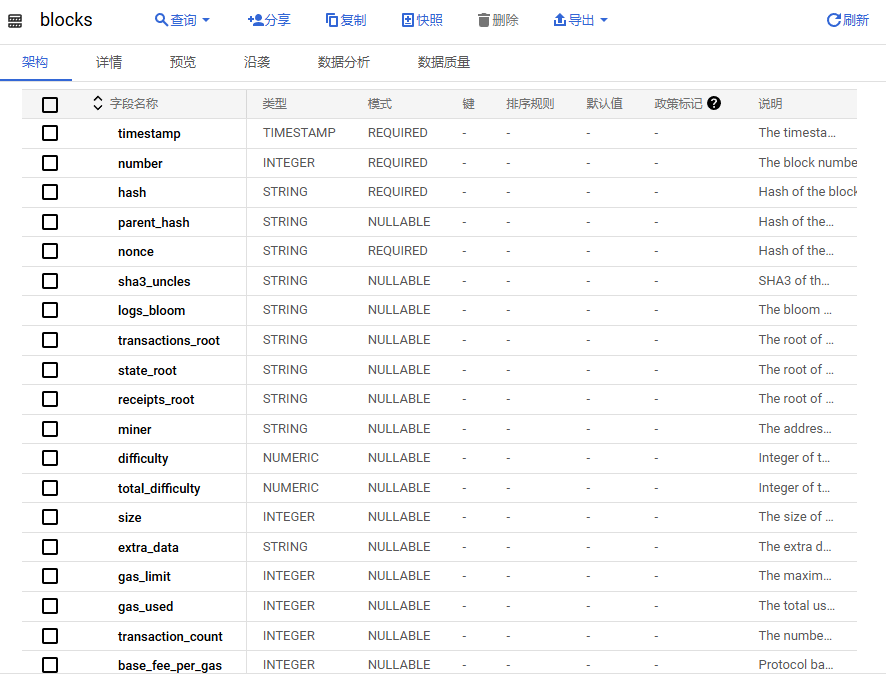 blocks 查询 分享 复制 快照 删除 导出 刷新
架构 详情 预览 沿袭 数据分析 数据质量
字段名称 类型 模式 键 排序规则 默认值 政策标记 ? 说明
timestamp TIMESTAMP REQUIRED - - - - The timesta...
number INTEGER REQUIRED - - - - The block numbe
hash STRING REQUIRED - - - - Hash of the block
parent_hash STRING NULLABLE - - - - Hash of the...
nonce STRING REQUIRED - - - - Hash of the...
sha3_uncles STRING NULLABLE - - - - SHA3 of th...
logs_bloom STRING NULLABLE - - - - The bloom ...
transactions_root STRING NULLABLE - - - - The root of ...
state_root STRING NULLABLE - - - - The root of ...
receipts_root STRING NULLABLE - - - - The root of ...
miner STRING NULLABLE - - - - The addres...
difficulty NUMERIC NULLABLE - - - - Integer of t...
total_difficulty NUMERIC NULLABLE - - - - Integer of t...
size INTEGER NULLABLE - - - - The size of ...
extra_data STRING NULLABLE - - - - The extra d...
gas_limit INTEGER NULLABLE - - - - The maxim...
gas_used INTEGER NULLABLE - - - - The total us...
transaction_count INTEGER NULLABLE - - - - The numbe...
base_fee_per_gas INTEGER NULLABLE - - - - Protocol ba...